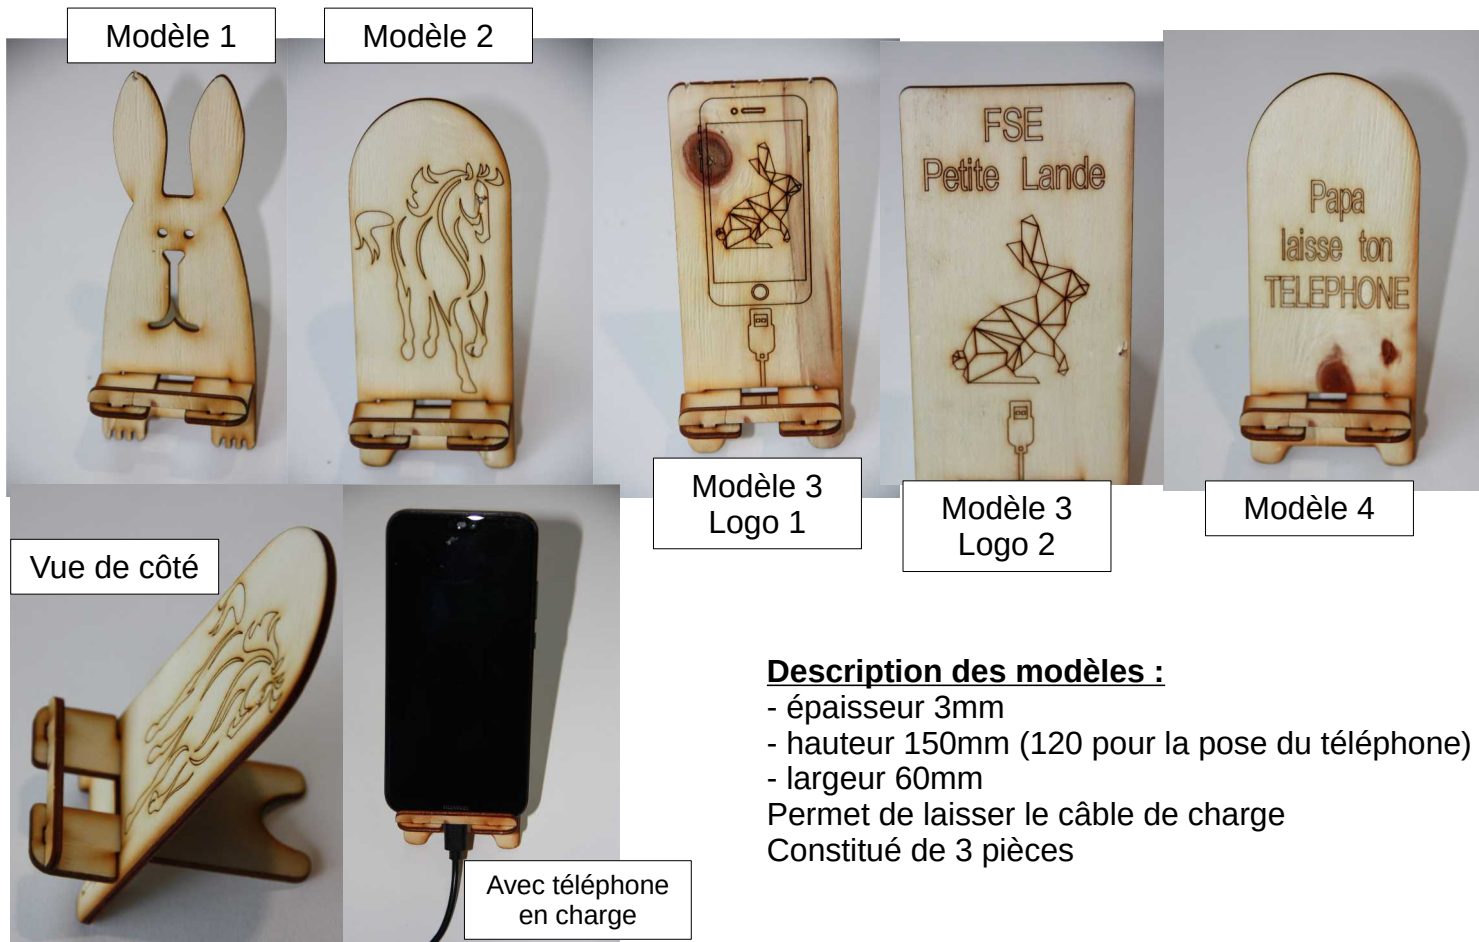 Modèle 1
Modèle 2
FSE
Petite Lande
Papa
laisse ton
TELEPHONE
Modèle 3
Logo 1
Modèle 3
Logo 2
Modèle 4
Vue de côté
HUAWEI
Avec téléphone
en charge
Description des modèles :
- épaisseur 3mm
- hauteur 150mm (120 pour la pose du téléphone)
- largeur 60mm
Permet de laisser le câble de charge
Constitué de 3 pièces